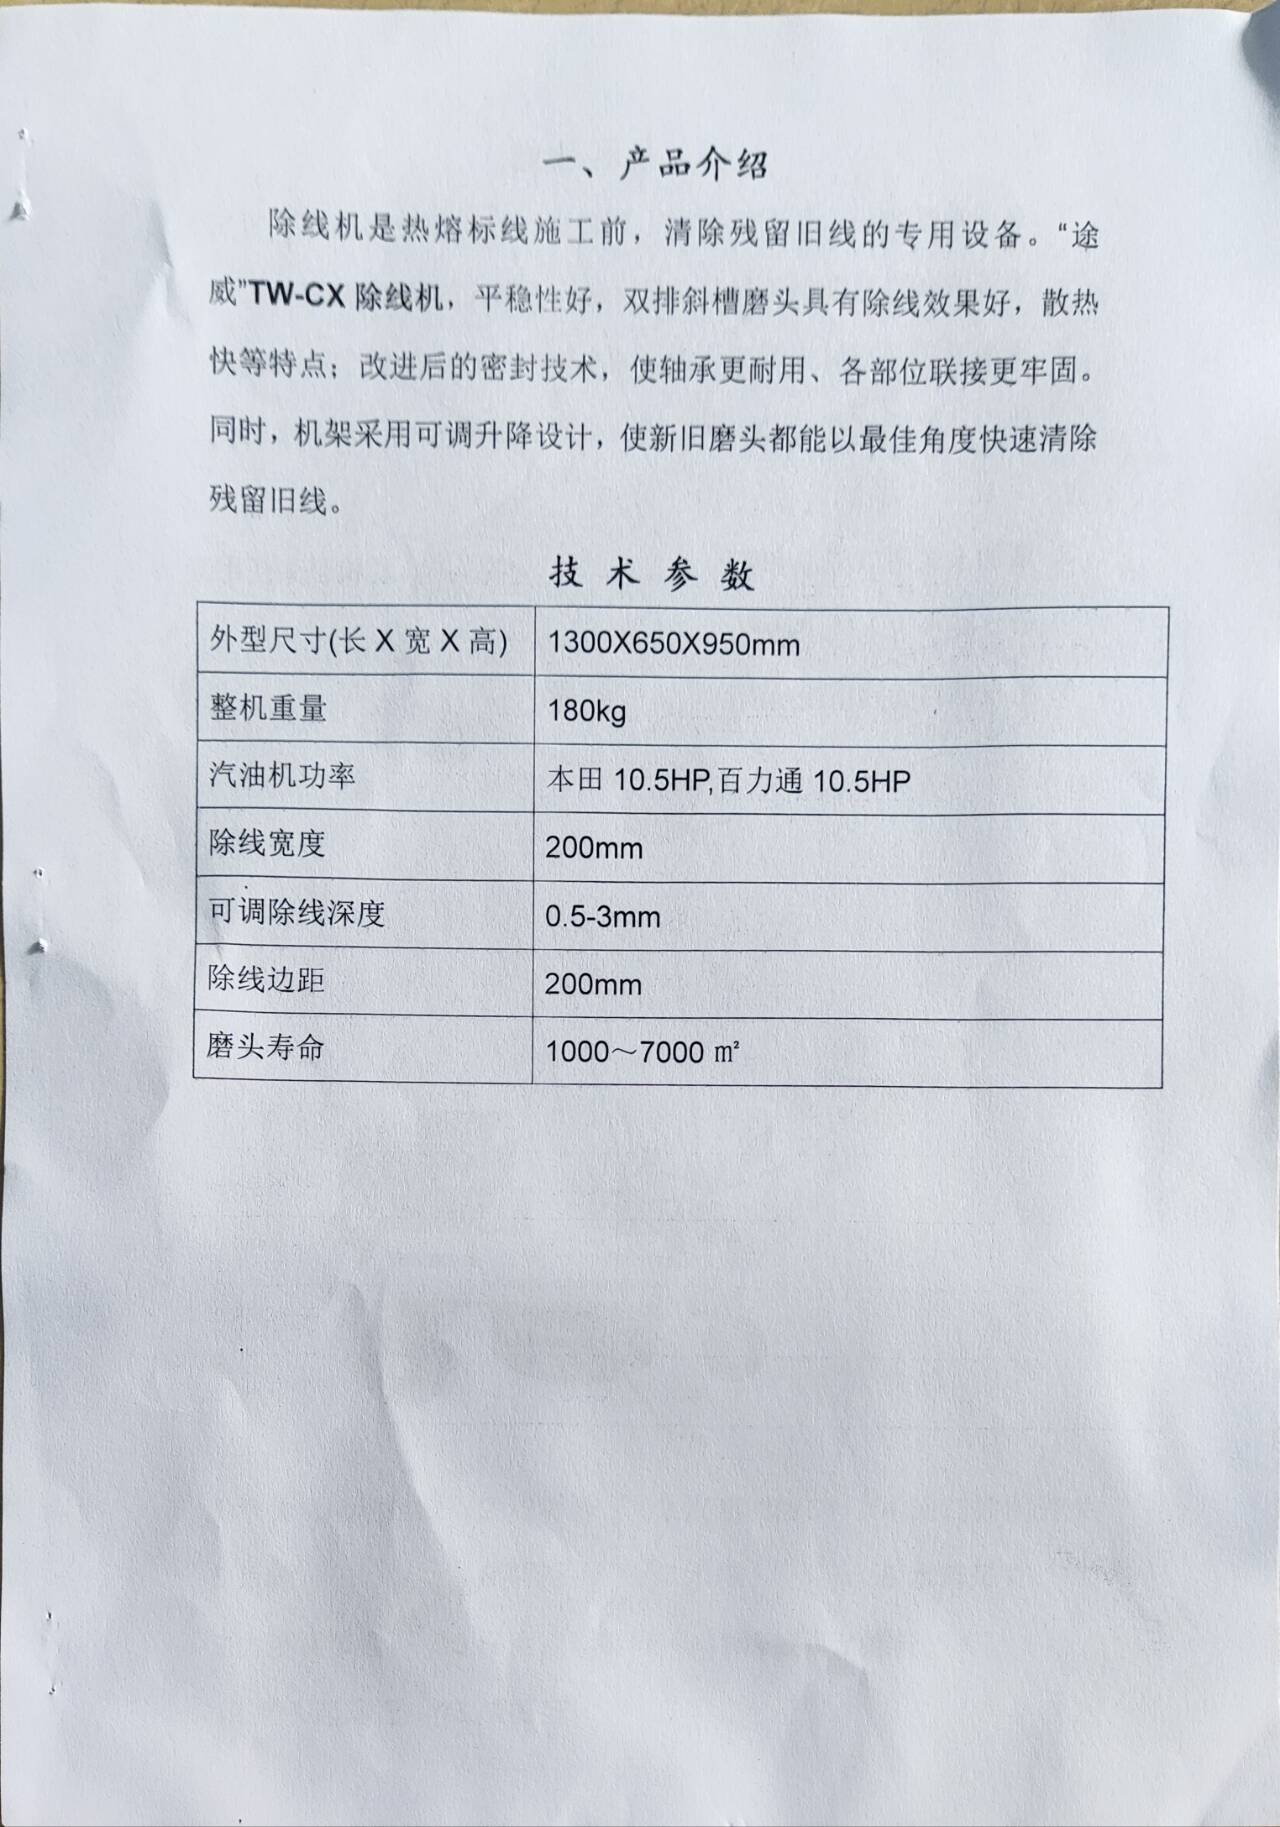 一、产品介绍
除线机是热熔标线施工前，清除残留旧线的专用设备。“途
威”TW-CX 除线机，平稳性好，双排斜槽磨头具有除线效果好，散热
快等特点；改进后的密封技术，使轴承更耐用、各部位联接更牢固。
同时，机架采用可调升降设计，使新旧磨头都能以最佳角度快速清除
残留旧线。
技 术 参 数
外型尺寸(长 X 宽 X 高) 1300X650X950mm
整机重量 180kg
汽油机功率 本田 10.5HP,百力通 10.5HP
除线宽度 200mm
可调除线深度 0.5-3mm
除线边距 200mm
磨头寿命 1000～7000 ㎡